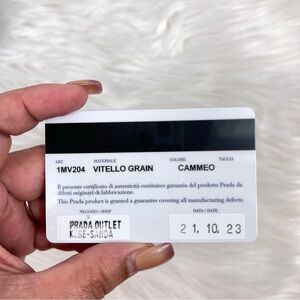 ART. MATERIALE COLORE TAGLIA
1MV204 VITELLO GRAIN CAMMEO
Il presente certificato di autenticità costituisce garanzia del prodotto Prada da
difetti originari di fabbricazione.
This Prada product is granted a guarantee covering all manufacturing defects.
NEGOZIO / SHOP DATA / DATE
PRADA OUTLET 21. 10. 23
KOBE-SANDA